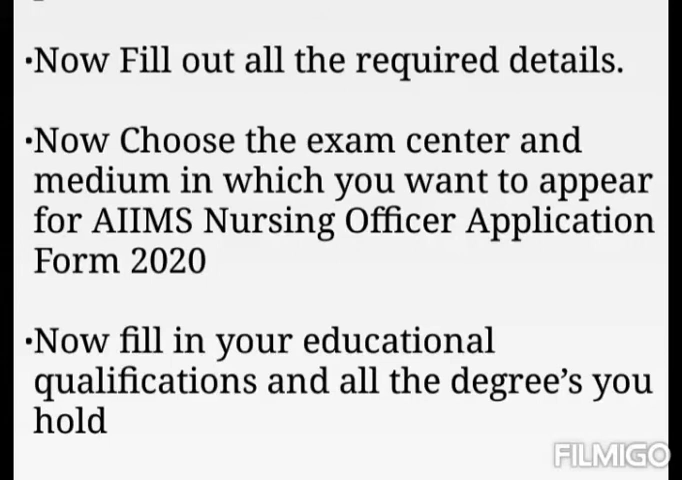 ·Now Fill out all the required details.
·Now Choose the exam center and
medium in which you want to appear
for AIIMS Nursing Officer Application
Form 2020
·Now fill in your educational
qualifications and all the degree’s you
hold
FILMIGO